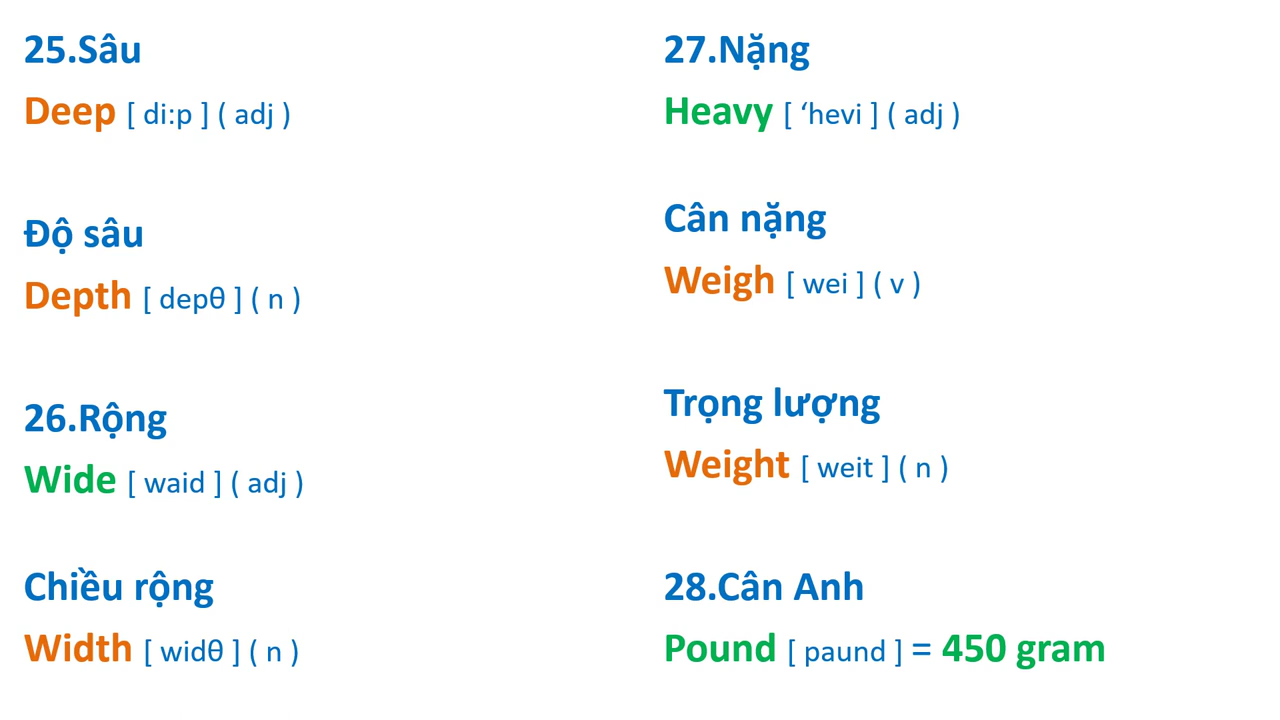 25.Sâu
Deep [ di:p ] ( adj )
Độ sâu
Depth [ depθ ] ( n )
26.Rộng
Wide [ waid ] ( adj )
Chiều rộng
Width [ widθ ] ( n )
27.Nặng
Heavy [ ‘hevi ] ( adj )
Cân nặng
Weigh [ wei ] ( v )
Trọng lượng
Weight [ weit ] ( n )
28.Cân Anh
Pound [ paund ] = 450 gram